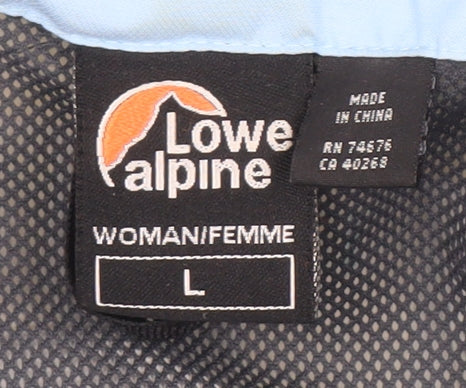 Lowe
alpine
WOMAN/FEMME
L
MADE
IN CHINA
RN 74676
CA 40268